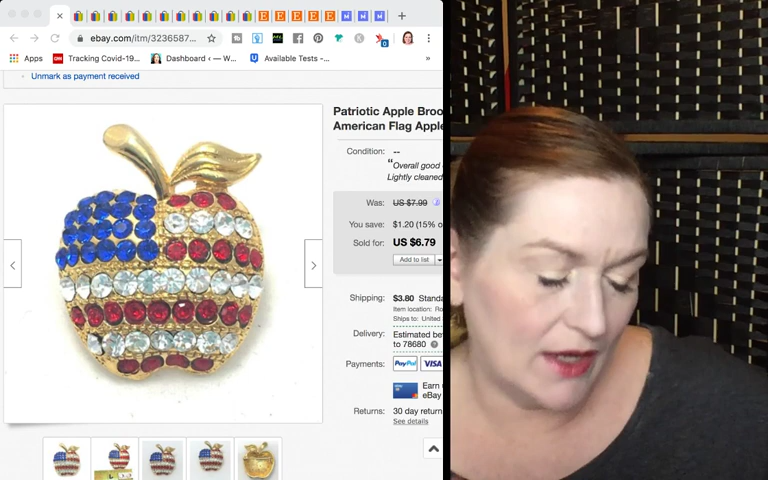 ebay.com/itm/3236587...
Apps
Tracking Covid-19...
Dashboard ‹ — W...
Available Tests -...
»
Unmark as payment received
Patriotic Apple Broo
American Flag Apple
Condition: --
"Overall good
Lightly cleaned
Was: US $7.99
You save: $1.20 (15% o
Sold for: US $6.79
Add to list
Shipping: $3.80 Standa
Item location: Ro
Ships to: United
Delivery: Estimated be
to 78680
Payments: PayPal VISA
Earn
eBay
Returns: 30 day return
See details